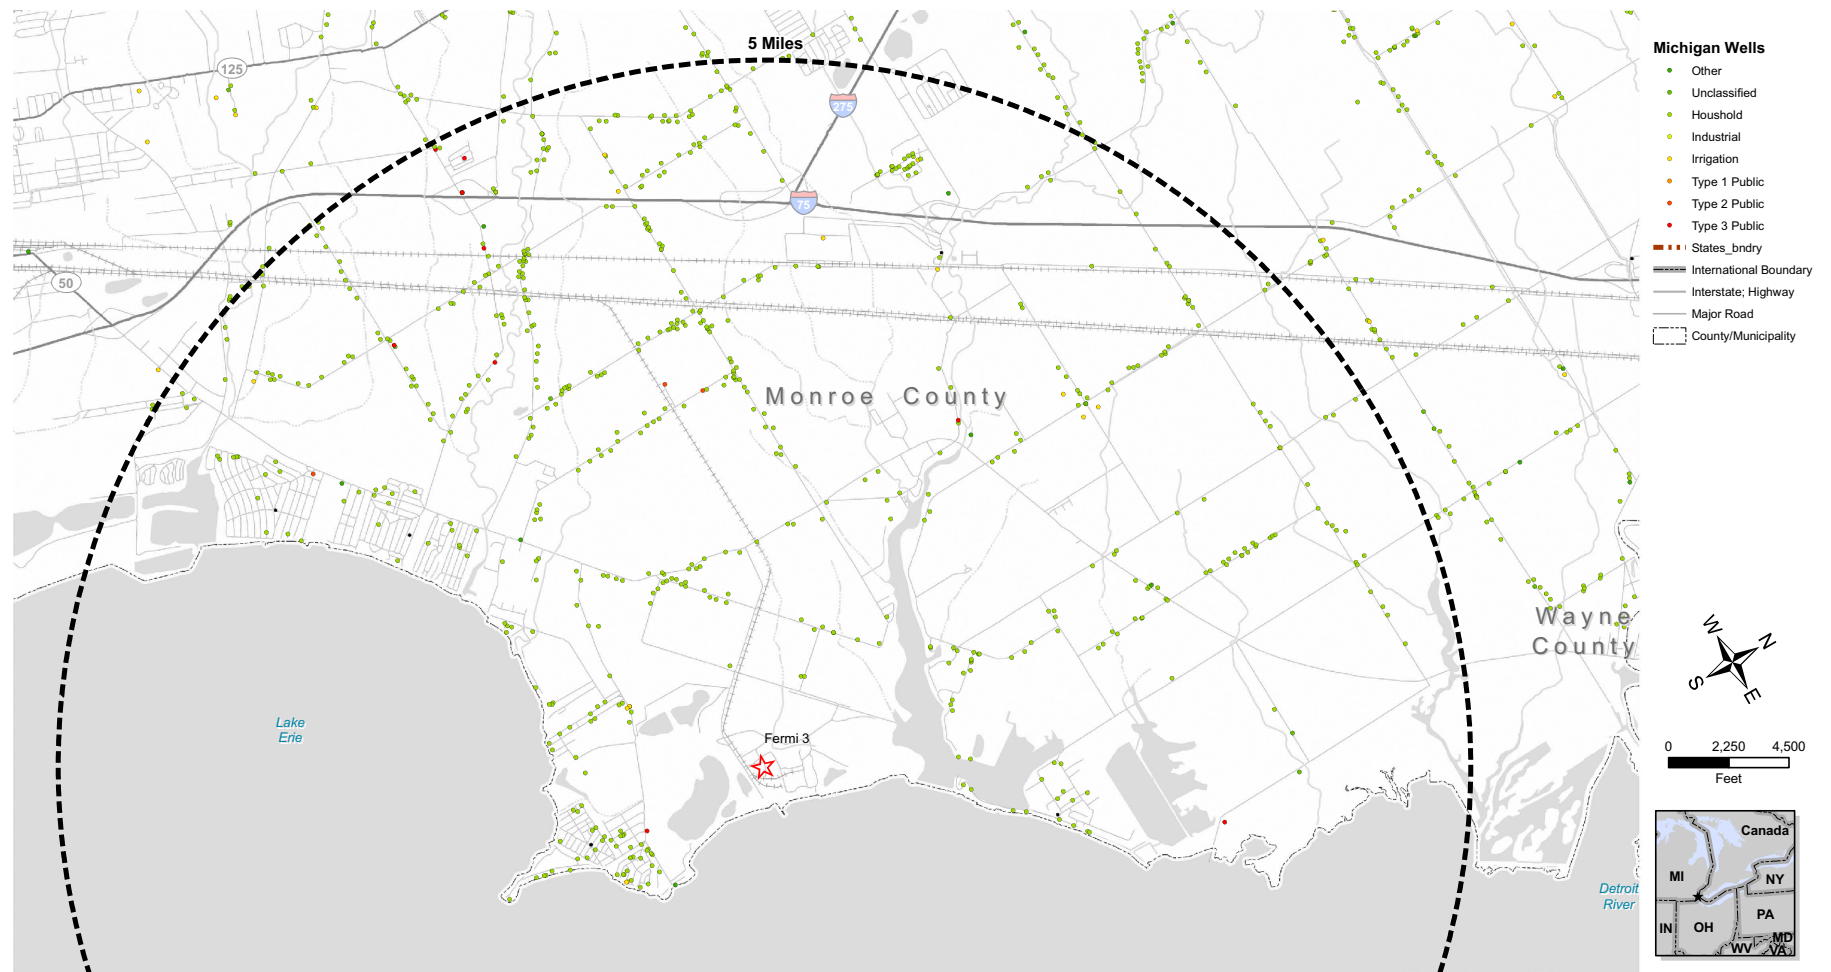 5 Miles
125
275
75
50
Monroe County
Wayne
County
Lake
Erie
Fermi 3
Detroit
River
Michigan Wells
Other
Unclassified
Houshold
Industrial
Irrigation
Type 1 Public
Type 2 Public
Type 3 Public
States_bndry
International Boundary
Interstate; Highway
Major Road
County/Municipality
W
N
S
E
0
2,250
4,500
Feet
Canada
MI
NY
PA
IN
OH
MD
WV
VA